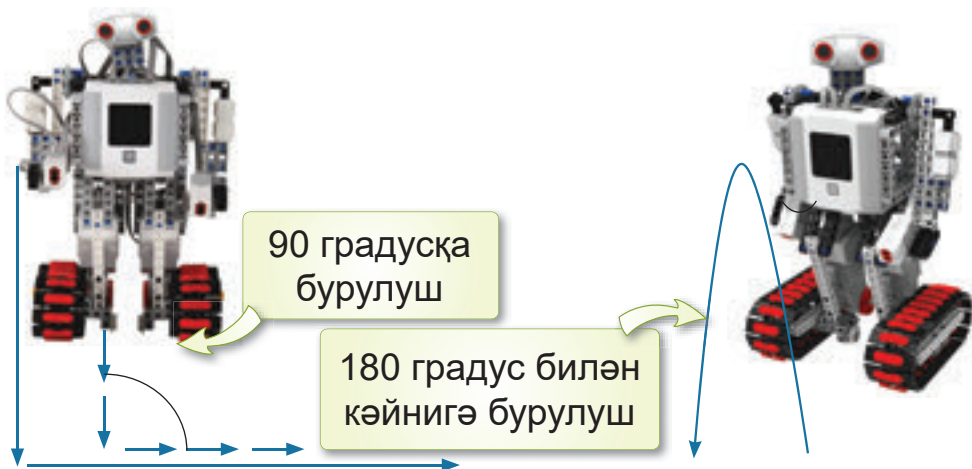 90 градусқа
бурулуш
180 градус билән
кәйнигә бурулуш